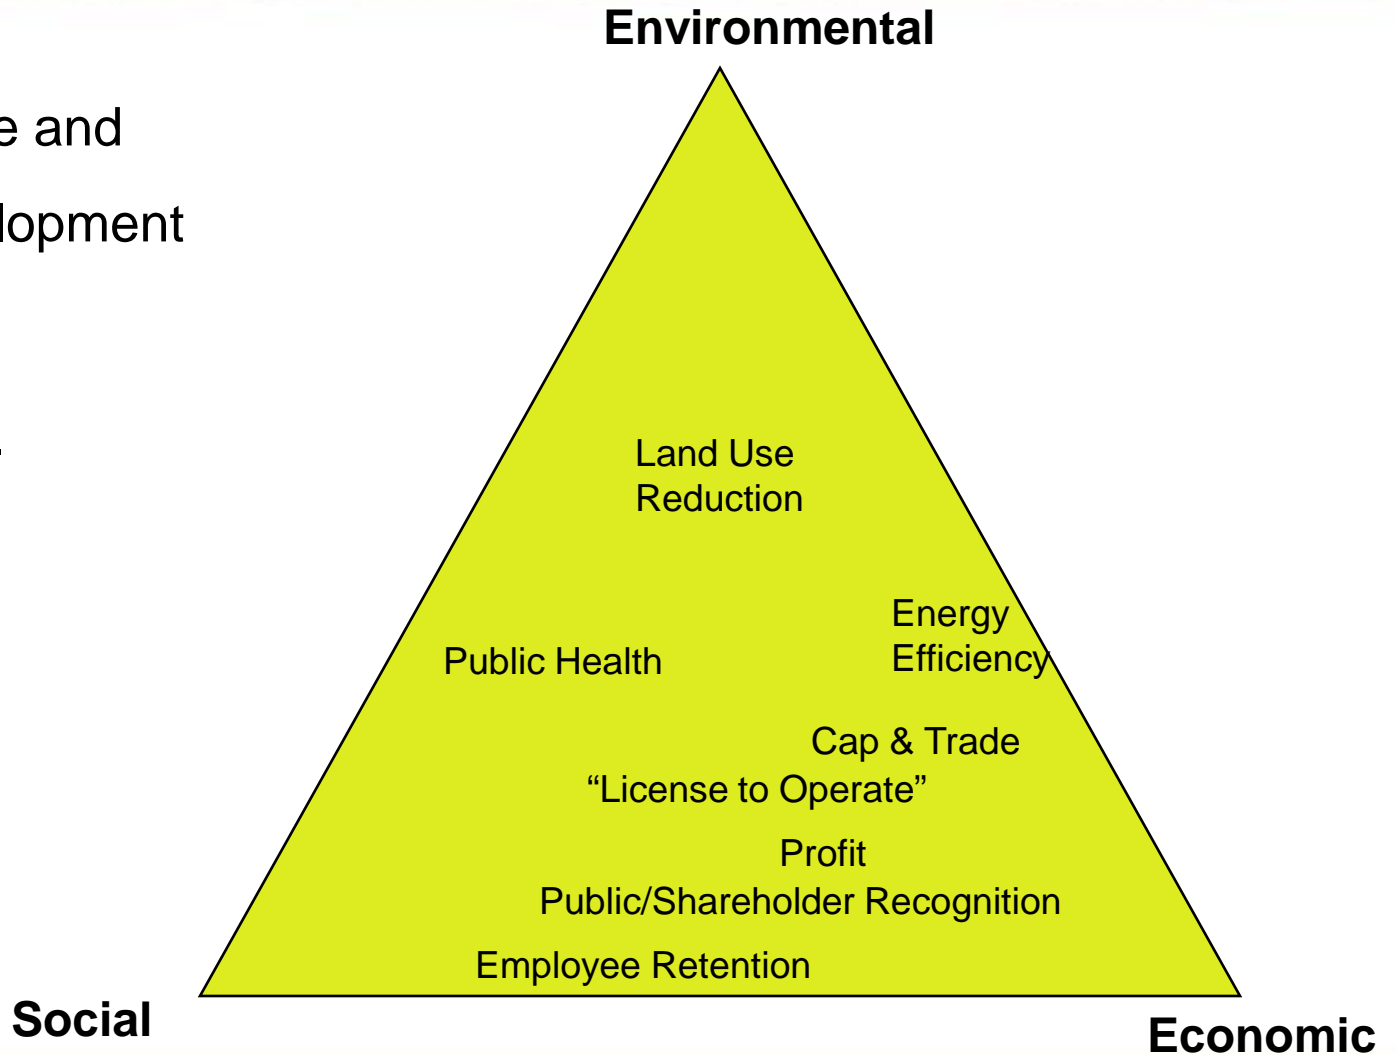 Environmental
e and
lopment
.
Land Use
Reduction
Energy
Efficiency
Public Health
Cap & Trade
“License to Operate”
Profit
Public/Shareholder Recognition
Employee Retention
Social
Economic